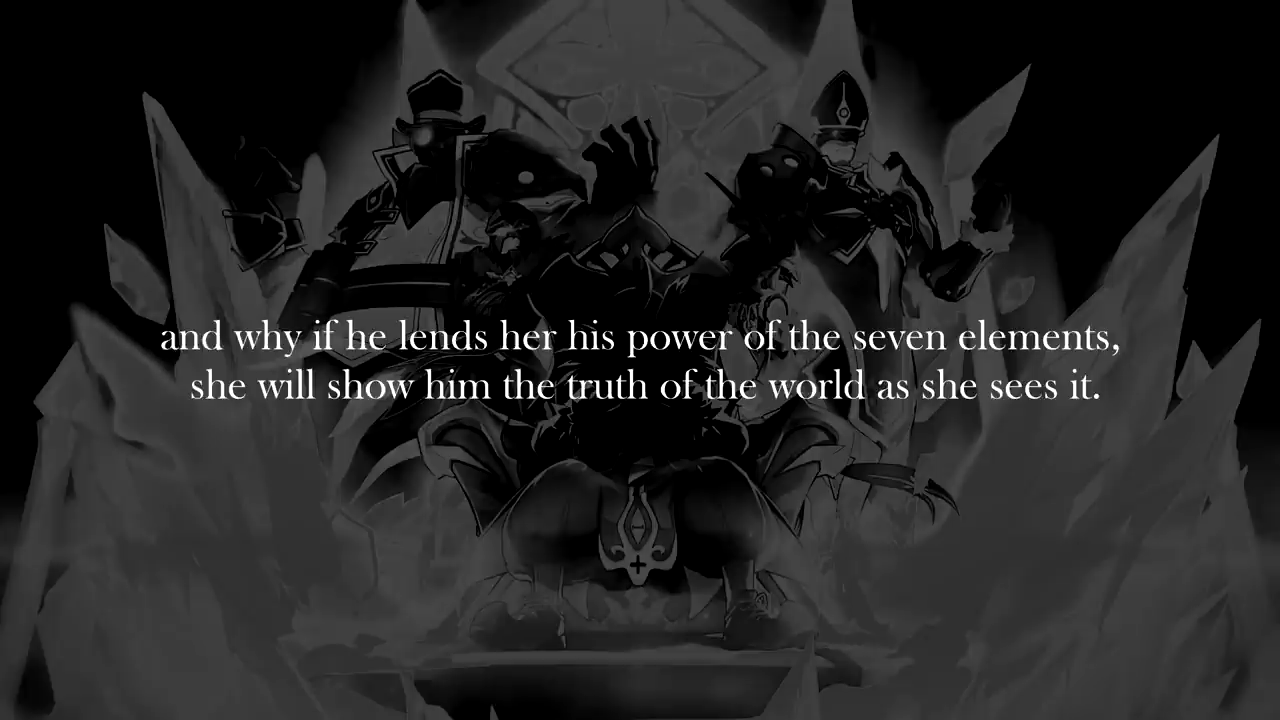 and why if he lends her his power of the seven elements,
she will show him the truth of the world as she sees it.